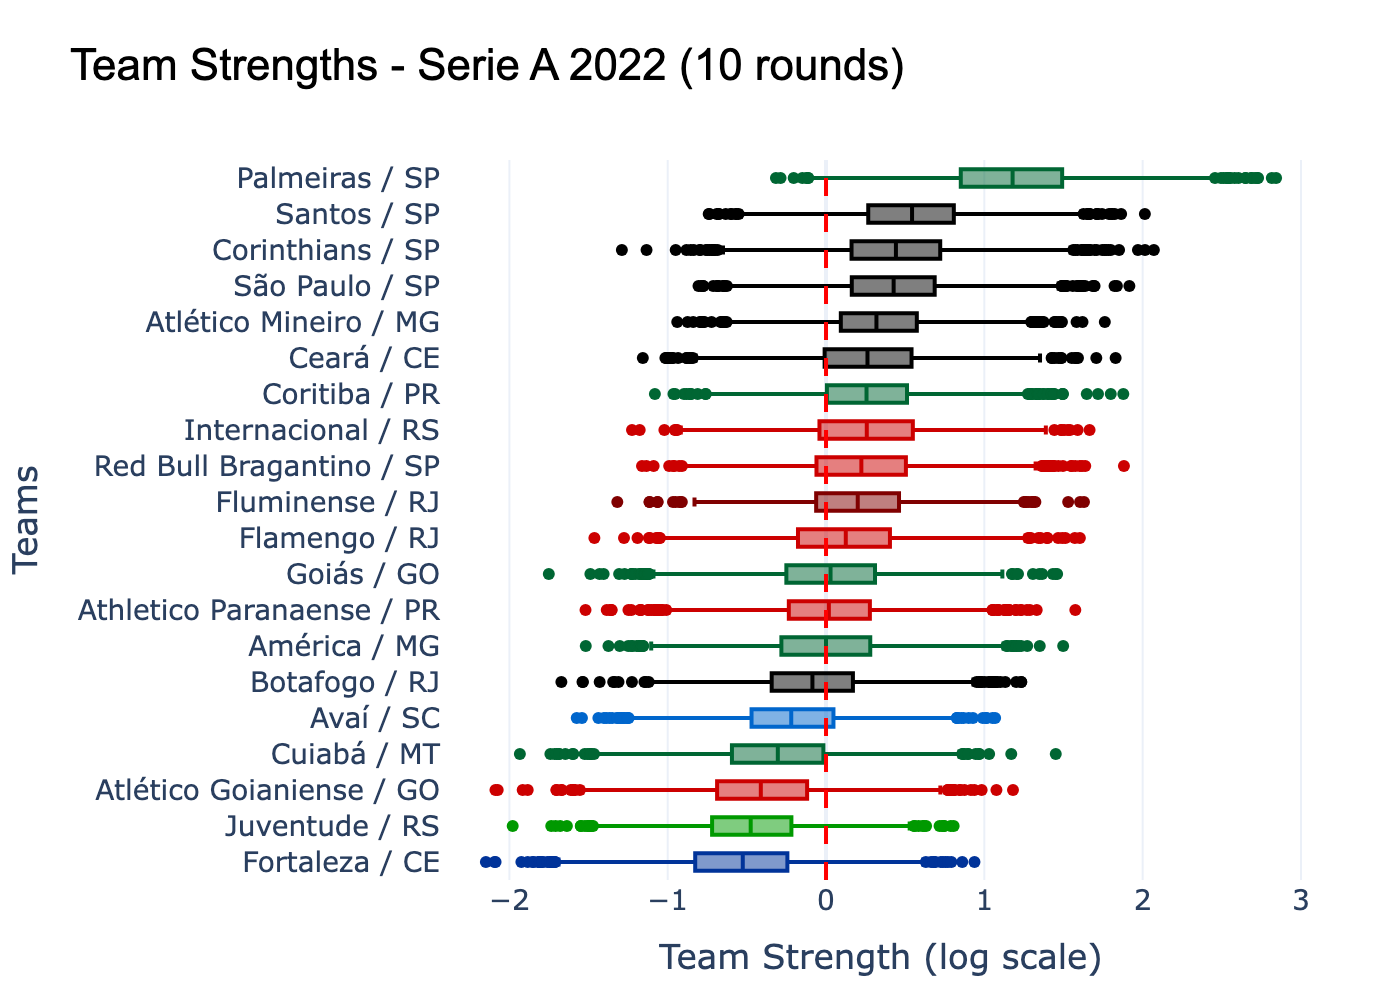 Team Strengths - Serie A 2022 (10 rounds)
Teams
Palmeiras / SP
Santos / SP
Corinthians / SP
São Paulo / SP
Atlético Mineiro / MG
Ceará / CE
Coritiba / PR
Internacional / RS
Red Bull Bragantino / SP
Fluminense / RJ
Flamengo / RJ
Goiás / GO
Athletico Paranaense / PR
América / MG
Botafogo / RJ
Avaí / SC
Cuiabá / MT
Atlético Goianiense / GO
Juventude / RS
Fortaleza / CE
−2 −1 0 1 2 3
Team Strength (log scale)